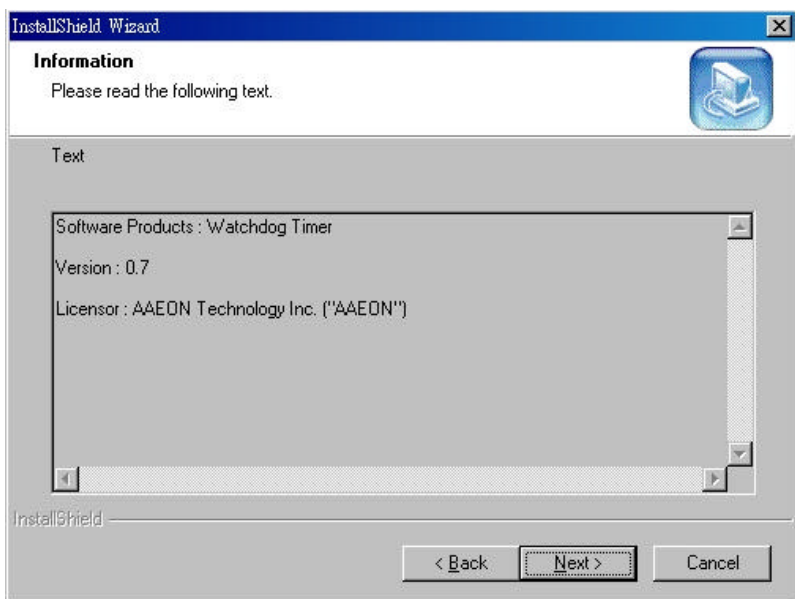 InstallShield Wizard
Information
Please read the following text.
Text
Software Products : Watchdog Timer
Version : 0.7
Licensor : AAEON Technology Inc. ("AAEON")
InstallShield
< Back Next > Cancel